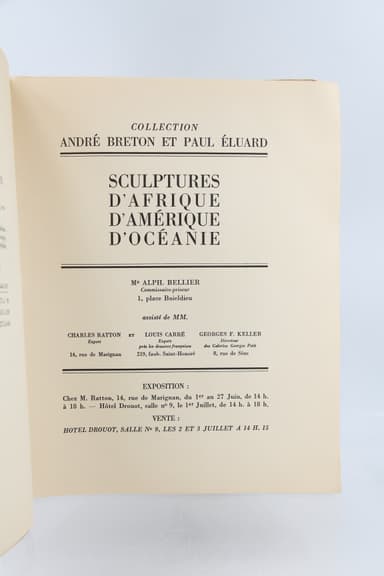 COLLECTION
ANDRÉ BRETON ET PAUL ÉLUARD
SCULPTURES
D'AFRIQUE
D'AMÉRIQUE
D'OCÉANIE
Me ALPH. BELLIER
Commissaire-priseur
1, place Boieldieu
assisté de MM.
CHARLES RATTON ET LOUIS CARRÉ GEORGES F. KELLER
Expert Expert Directeur
près les douanes françaises des Galeries Georges Petit
14, rue de Marignan 219, faub. Saint-Honoré 8, rue de Sèze
EXPOSITION :
Chez M. Ratton, 14, rue de Marignan, du 1er au 27 Juin, de 14 h.
à 18 h. — Hôtel Drouot, salle no 9, le 1er Juillet, de 14 h. à 18 h.
VENTE :
HOTEL DROUOT, SALLE No 9, LES 2 ET 3 JUILLET A 14 H. 15